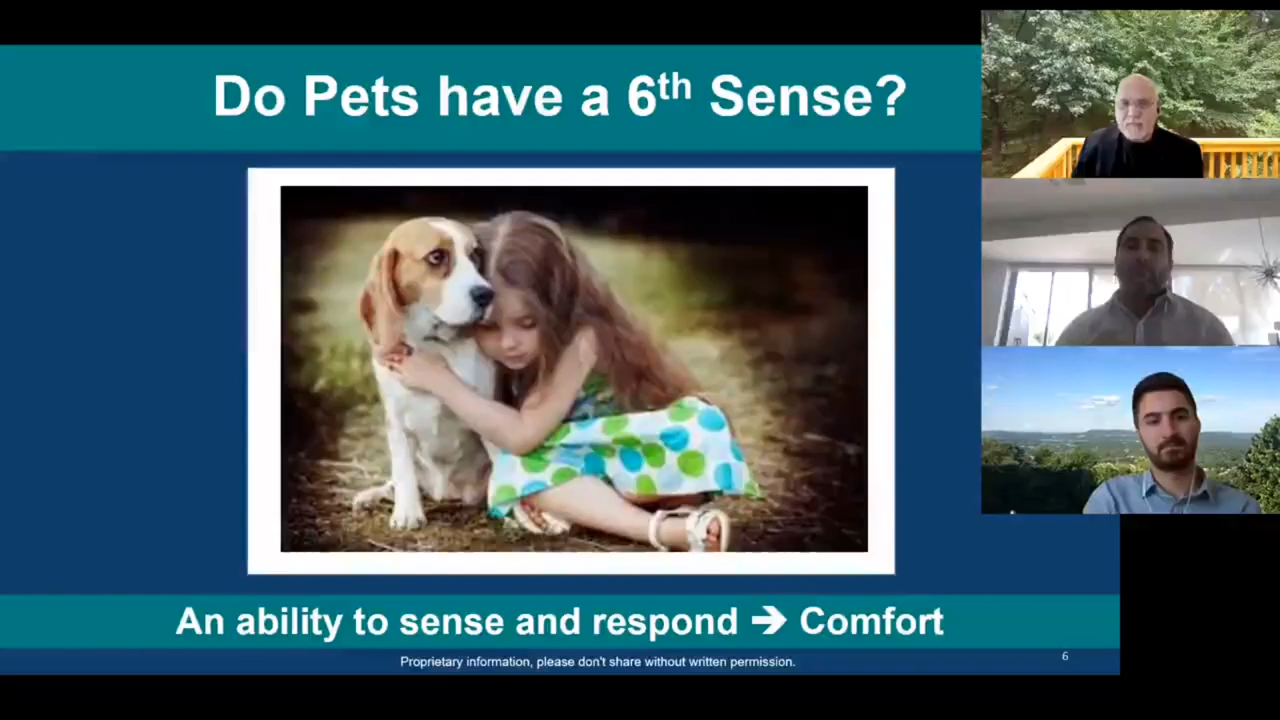 Do Pets have a 6th Sense?
An ability to sense and respond ➔ Comfort
Proprietary information, please don't share without written permission.
6